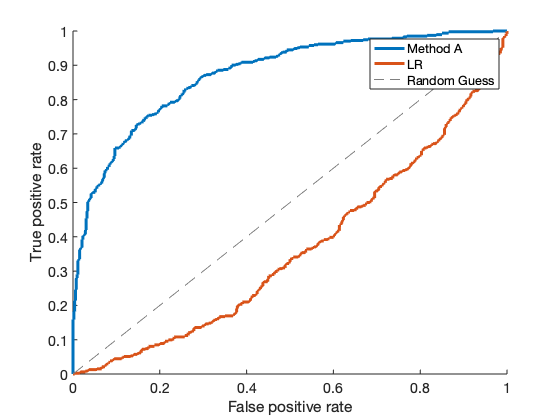 1
0.9
0.8
0.7
0.6
0.5
0.4
0.3
0.2
0.1
0
True positive rate
Method A
LR
Random Guess
0 0.2 0.4 0.6 0.8 1
False positive rate